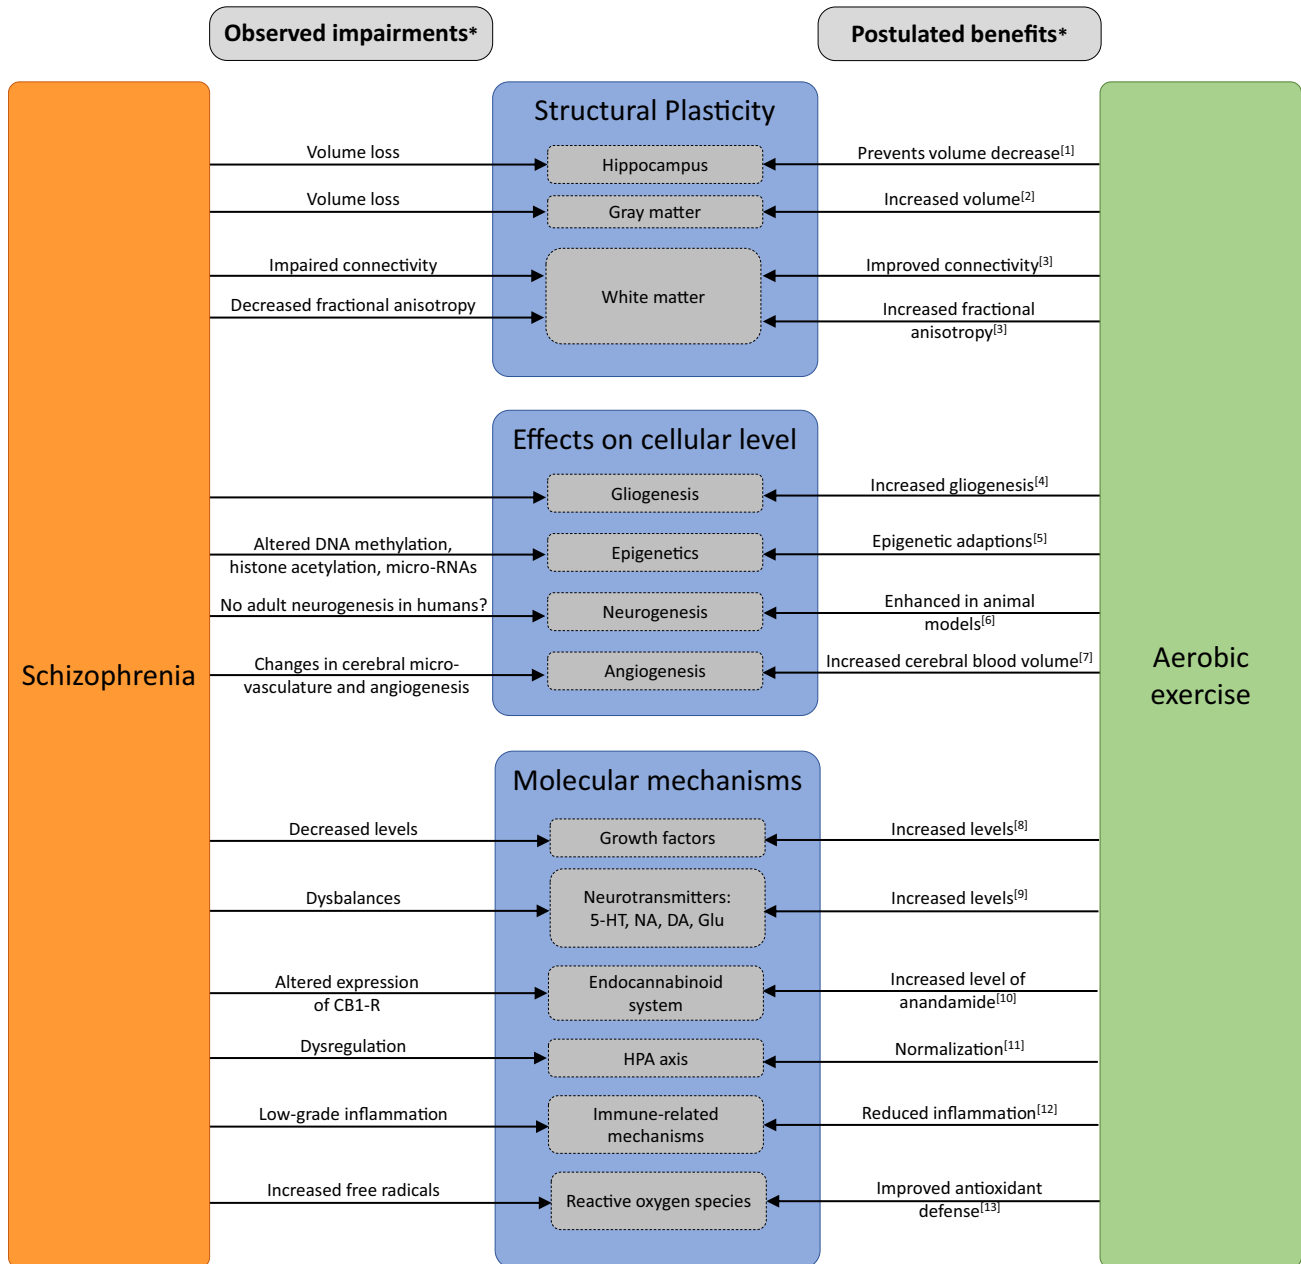 Observed impairments*
Postulated benefits*
Schizophrenia
Structural Plasticity
Volume loss
Hippocampus
Prevents volume decrease[1]
Volume loss
Gray matter
Increased volume[2]
Impaired connectivity
Decreased fractional anisotropy
White matter
Improved connectivity[3]
Increased fractional
anisotropy[3]
Effects on cellular level
Gliogenesis
Increased gliogenesis[4]
Altered DNA methylation,
histone acetylation, micro-RNAs
Epigenetics
Epigenetic adaptions[5]
No adult neurogenesis in humans?
Neurogenesis
Enhanced in animal
models[6]
Changes in cerebral micro-
vasculature and angiogenesis
Angiogenesis
Increased cerebral blood volume[7]
Molecular mechanisms
Decreased levels
Growth factors
Increased levels[8]
Dysbalances
Neurotransmitters:
5-HT, NA, DA, Glu
Increased levels[9]
Altered expression
of CB1-R
Endocannabinoid
system
Increased level of
anandamide[10]
Dysregulation
HPA axis
Normalization[11]
Low-grade inflammation
Immune-related
mechanisms
Reduced inflammation[12]
Increased free radicals
Reactive oxygen species
Improved antioxidant
defense[13]
Aerobic
exercise